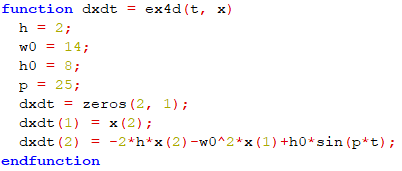 function dxdt = ex4d(t, x)
h = 2;
w0 = 14;
h0 = 8;
p = 25;
dxdt = zeros(2, 1);
dxdt(1) = x(2);
dxdt(2) = -2*h*x(2)-w0^2*x(1)+h0*sin(p*t);
endfunction